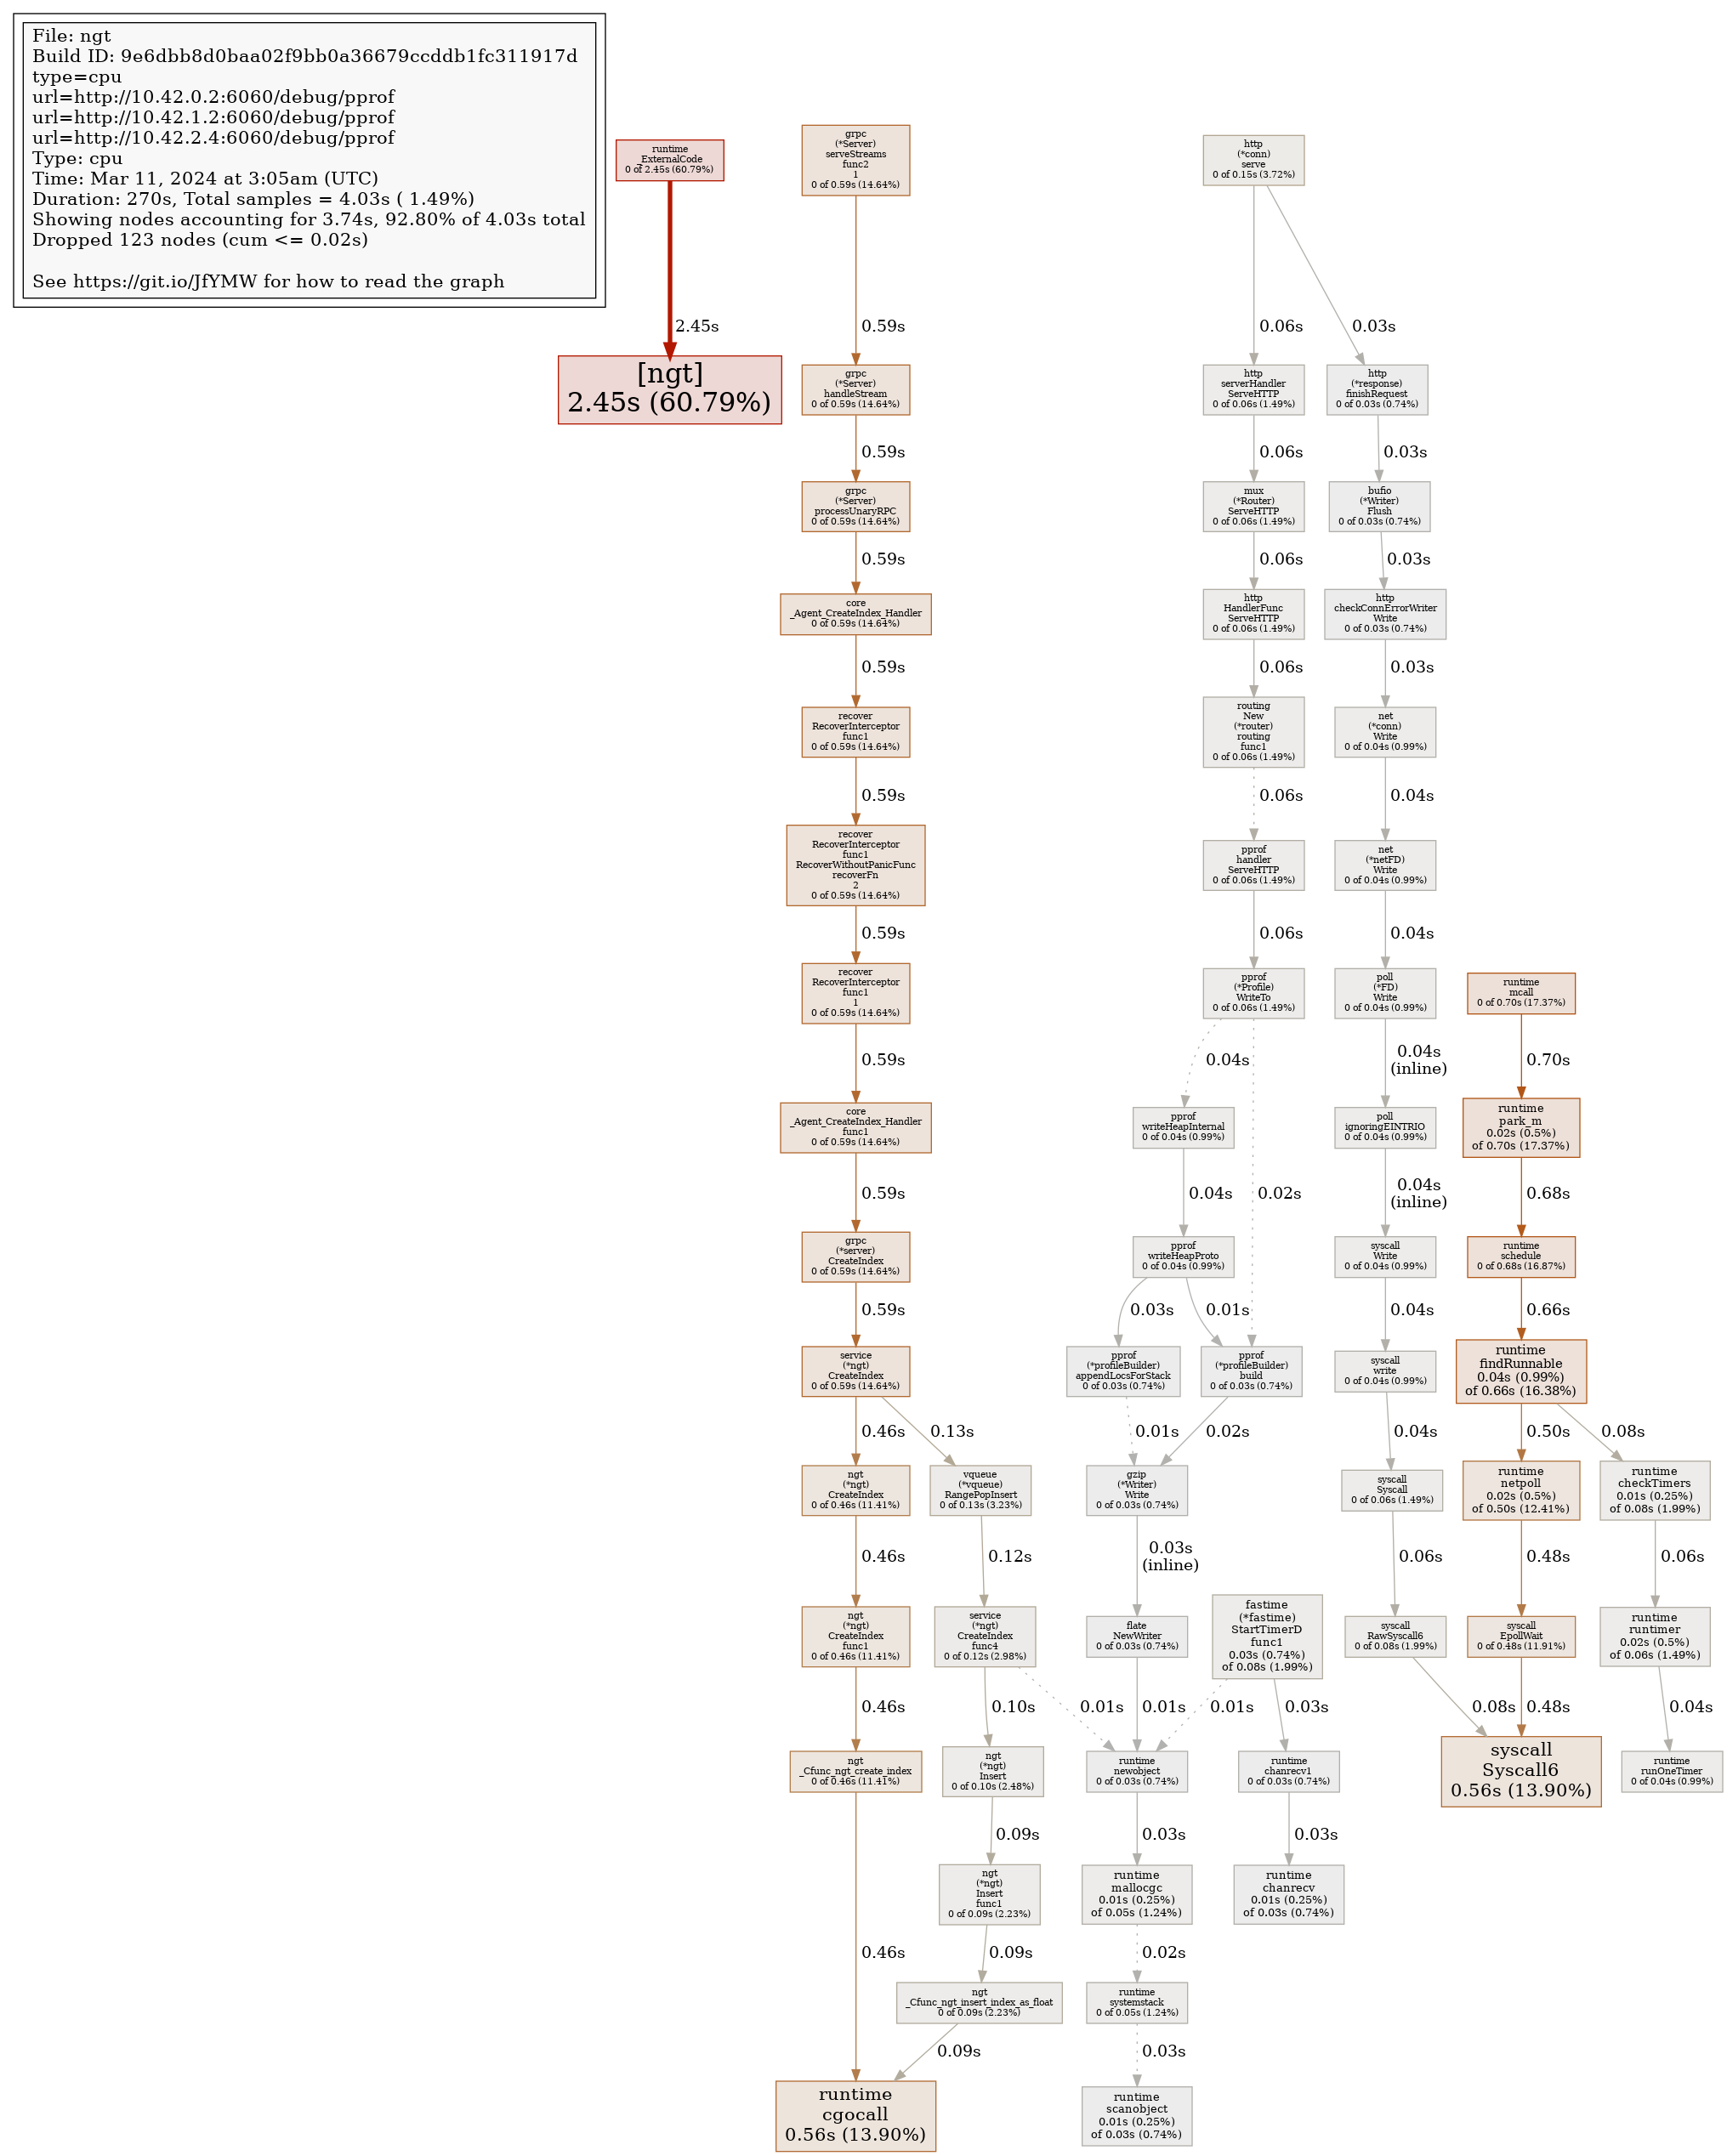 File: ngt
Build ID: 9e6dbb8d0baa02f9bb0a36679ccddb1fc311917d
type=cpu
url=http://10.42.0.2:6060/debug/pprof
url=http://10.42.1.2:6060/debug/pprof
url=http://10.42.2.4:6060/debug/pprof
Type: cpu
Time: Mar 11, 2024 at 3:05am (UTC)
Duration: 270s, Total samples = 4.03s ( 1.49%)
Showing nodes accounting for 3.74s, 92.80% of 4.03s total
Dropped 123 nodes (cum <= 0.02s)
See https://git.io/JfYMW for how to read the graph
runtime
_ExternalCode
0 of 2.45s (60.79%)
2.45s
[ngt]
2.45s (60.79%)
grpc
(*Server)
serveStreams
func2
1
0 of 0.59s (14.64%)
0.59s
grpc
(*Server)
handleStream
0 of 0.59s (14.64%)
0.59s
grpc
(*Server)
processUnaryRPC
0 of 0.59s (14.64%)
0.59s
core
_Agent_CreateIndex_Handler
0 of 0.59s (14.64%)
0.59s
recover
RecoverInterceptor
func1
0 of 0.59s (14.64%)
0.59s
recover
RecoverInterceptor
func1
RecoverWithoutPanicFunc
recoverFn
2
0 of 0.59s (14.64%)
0.59s
recover
RecoverInterceptor
func1
1
0 of 0.59s (14.64%)
0.59s
core
_Agent_CreateIndex_Handler
func1
0 of 0.59s (14.64%)
0.59s
grpc
(*server)
CreateIndex
0 of 0.59s (14.64%)
0.59s
service
(*ngt)
CreateIndex
0 of 0.59s (14.64%)
0.46s
0.13s
ngt
(*ngt)
CreateIndex
0 of 0.46s (11.41%)
0.46s
ngt
(*ngt)
CreateIndex
func1
0 of 0.46s (11.41%)
0.46s
ngt
_Cfunc_ngt_create_index
0 of 0.46s (11.41%)
0.46s
vqueue
(*vqueue)
RangePopInsert
0 of 0.13s (3.23%)
0.12s
service
(*ngt)
CreateIndex
func4
0 of 0.12s (2.98%)
0.10s
0.01s
ngt
(*ngt)
Insert
0 of 0.10s (2.48%)
0.09s
ngt
(*ngt)
Insert
func1
0 of 0.09s (2.23%)
0.09s
ngt
_Cfunc_ngt_insert_index_as_float
0 of 0.09s (2.23%)
0.09s
runtime
cgocall
0.56s (13.90%)
http
(*conn)
serve
0 of 0.15s (3.72%)
0.06s
0.03s
http
serverHandler
ServeHTTP
0 of 0.06s (1.49%)
0.06s
mux
(*Router)
ServeHTTP
0 of 0.06s (1.49%)
0.06s
http
HandlerFunc
ServeHTTP
0 of 0.06s (1.49%)
0.06s
routing
New
(*router)
routing
func1
0 of 0.06s (1.49%)
0.06s
pprof
handler
ServeHTTP
0 of 0.06s (1.49%)
0.06s
pprof
(*Profile)
WriteTo
0 of 0.06s (1.49%)
0.04s
0.02s
pprof
writeHeapInternal
0 of 0.04s (0.99%)
0.04s
pprof
writeHeapProto
0 of 0.04s (0.99%)
0.03s
0.01s
pprof
(*profileBuilder)
appendLocsForStack
0 of 0.03s (0.74%)
0.01s
pprof
(*profileBuilder)
build
0 of 0.03s (0.74%)
0.02s
gzip
(*Writer)
Write
0 of 0.03s (0.74%)
0.03s
(inline)
flate
NewWriter
0 of 0.03s (0.74%)
0.01s
fastime
(*fastime)
StartTimerD
func1
0.03s (0.74%)
of 0.08s (1.99%)
0.01s
0.03s
runtime
newobject
0 of 0.03s (0.74%)
0.03s
runtime
mallocgc
0.01s (0.25%)
of 0.05s (1.24%)
0.02s
runtime
systemstack
0 of 0.05s (1.24%)
0.03s
runtime
scanobject
0.01s (0.25%)
of 0.03s (0.74%)
runtime
chanrecv1
0 of 0.03s (0.74%)
0.03s
runtime
chanrecv
0.01s (0.25%)
of 0.03s (0.74%)
http
(*response)
finishRequest
0 of 0.03s (0.74%)
0.03s
bufio
(*Writer)
Flush
0 of 0.03s (0.74%)
0.03s
http
checkConnErrorWriter
Write
0 of 0.03s (0.74%)
0.03s
net
(*conn)
Write
0 of 0.04s (0.99%)
0.04s
net
(*netFD)
Write
0 of 0.04s (0.99%)
0.04s
poll
(*FD)
Write
0 of 0.04s (0.99%)
0.04s
(inline)
poll
ignoringEINTRIO
0 of 0.04s (0.99%)
0.04s
(inline)
syscall
Write
0 of 0.04s (0.99%)
0.04s
syscall
write
0 of 0.04s (0.99%)
0.04s
syscall
Syscall
0 of 0.06s (1.49%)
0.06s
syscall
RawSyscall6
0 of 0.08s (1.99%)
0.08s
runtime
mcall
0 of 0.70s (17.37%)
0.70s
runtime
park_m
0.02s (0.5%)
of 0.70s (17.37%)
0.68s
runtime
schedule
0 of 0.68s (16.87%)
0.66s
runtime
findRunnable
0.04s (0.99%)
of 0.66s (16.38%)
0.50s
0.08s
runtime
netpoll
0.02s (0.5%)
of 0.50s (12.41%)
0.48s
syscall
EpollWait
0 of 0.48s (11.91%)
0.48s
syscall
Syscall6
0.56s (13.90%)
runtime
checkTimers
0.01s (0.25%)
of 0.08s (1.99%)
0.06s
runtime
runtimer
0.02s (0.5%)
of 0.06s (1.49%)
0.04s
runtime
runOneTimer
0 of 0.04s (0.99%)